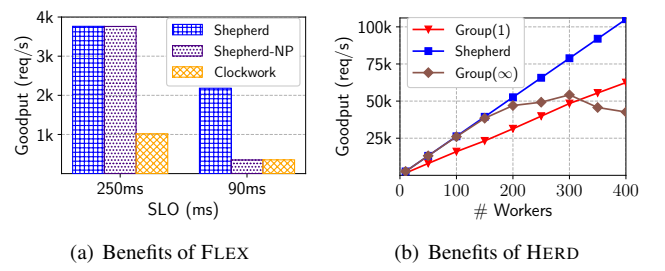 4k
3k
2k
1k
Goodput (req/s)
Shepherd
Shepherd-NP
Clockwork
250ms
90ms
SLO (ms)
(a) Benefits of FLEX
100k
75k
50k
25k
Goodput (req/s)
Group(1)
Shepherd
Group(∞)
0
100
200
300
400
# Workers
(b) Benefits of HERD